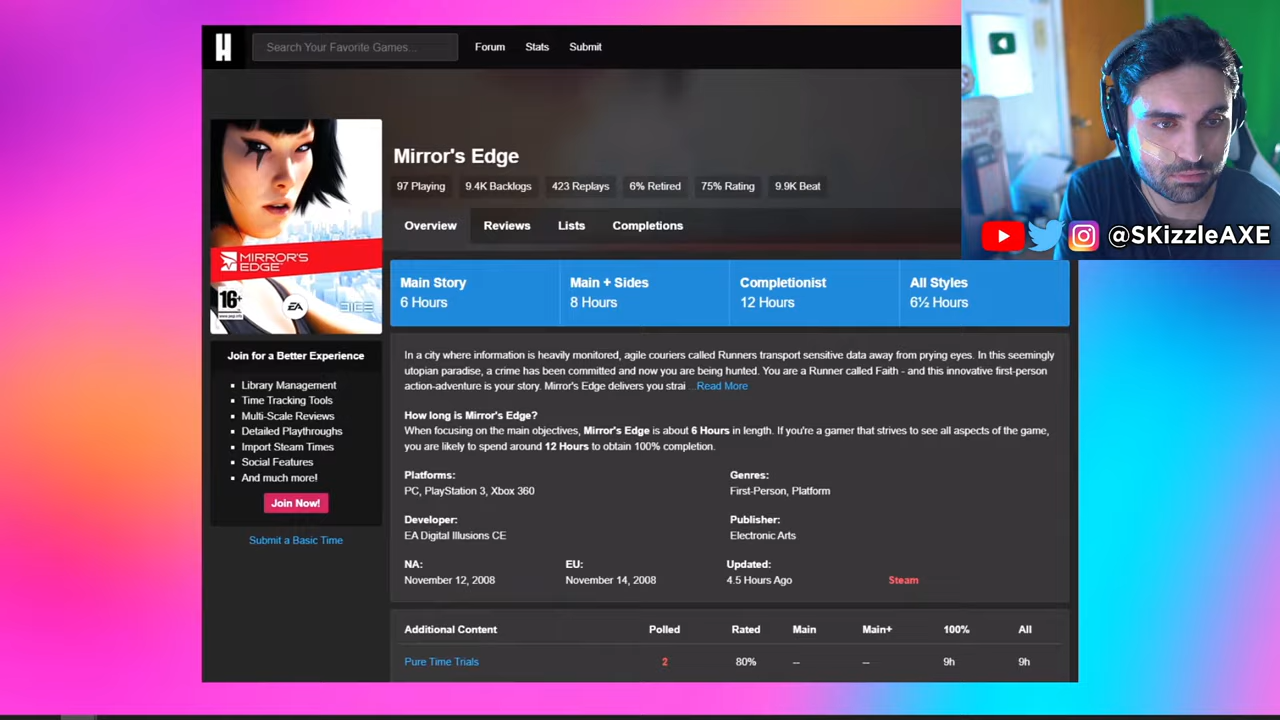 H
Search Your Favorite Games...
Forum
Stats
Submit
Mirror's Edge
97 Playing
9.4K Backlogs
423 Replays
6% Retired
75% Rating
9.9K Beat
Overview
Reviews
Lists
Completions
@SKizzleAXE
MIRROR'S
EDGE
16+
www.pegi.info
EA
DICE
Main Story
6 Hours
Main + Sides
8 Hours
Completionist
12 Hours
All Styles
6½ Hours
Join for a Better Experience
Library Management
Time Tracking Tools
Multi-Scale Reviews
Detailed Playthroughs
Import Steam Times
Social Features
And much more!
Join Now!
Submit a Basic Time
In a city where information is heavily monitored, agile couriers called Runners transport sensitive data away from prying eyes. In this seemingly
utopian paradise, a crime has been committed and now you are being hunted. You are a Runner called Faith - and this innovative first-person
action-adventure is your story. Mirror's Edge delivers you strai ...Read More
How long is Mirror's Edge?
When focusing on the main objectives, Mirror's Edge is about 6 Hours in length. If you're a gamer that strives to see all aspects of the game,
you are likely to spend around 12 Hours to obtain 100% completion.
Platforms:
PC, PlayStation 3, Xbox 360
Genres:
First-Person, Platform
Developer:
EA Digital Illusions CE
Publisher:
Electronic Arts
NA:
November 12, 2008
EU:
November 14, 2008
Updated:
4.5 Hours Ago
Steam
Additional Content
Polled
Rated
Main
Main+
100%
All
Pure Time Trials
2
80%
--
--
9h
9h